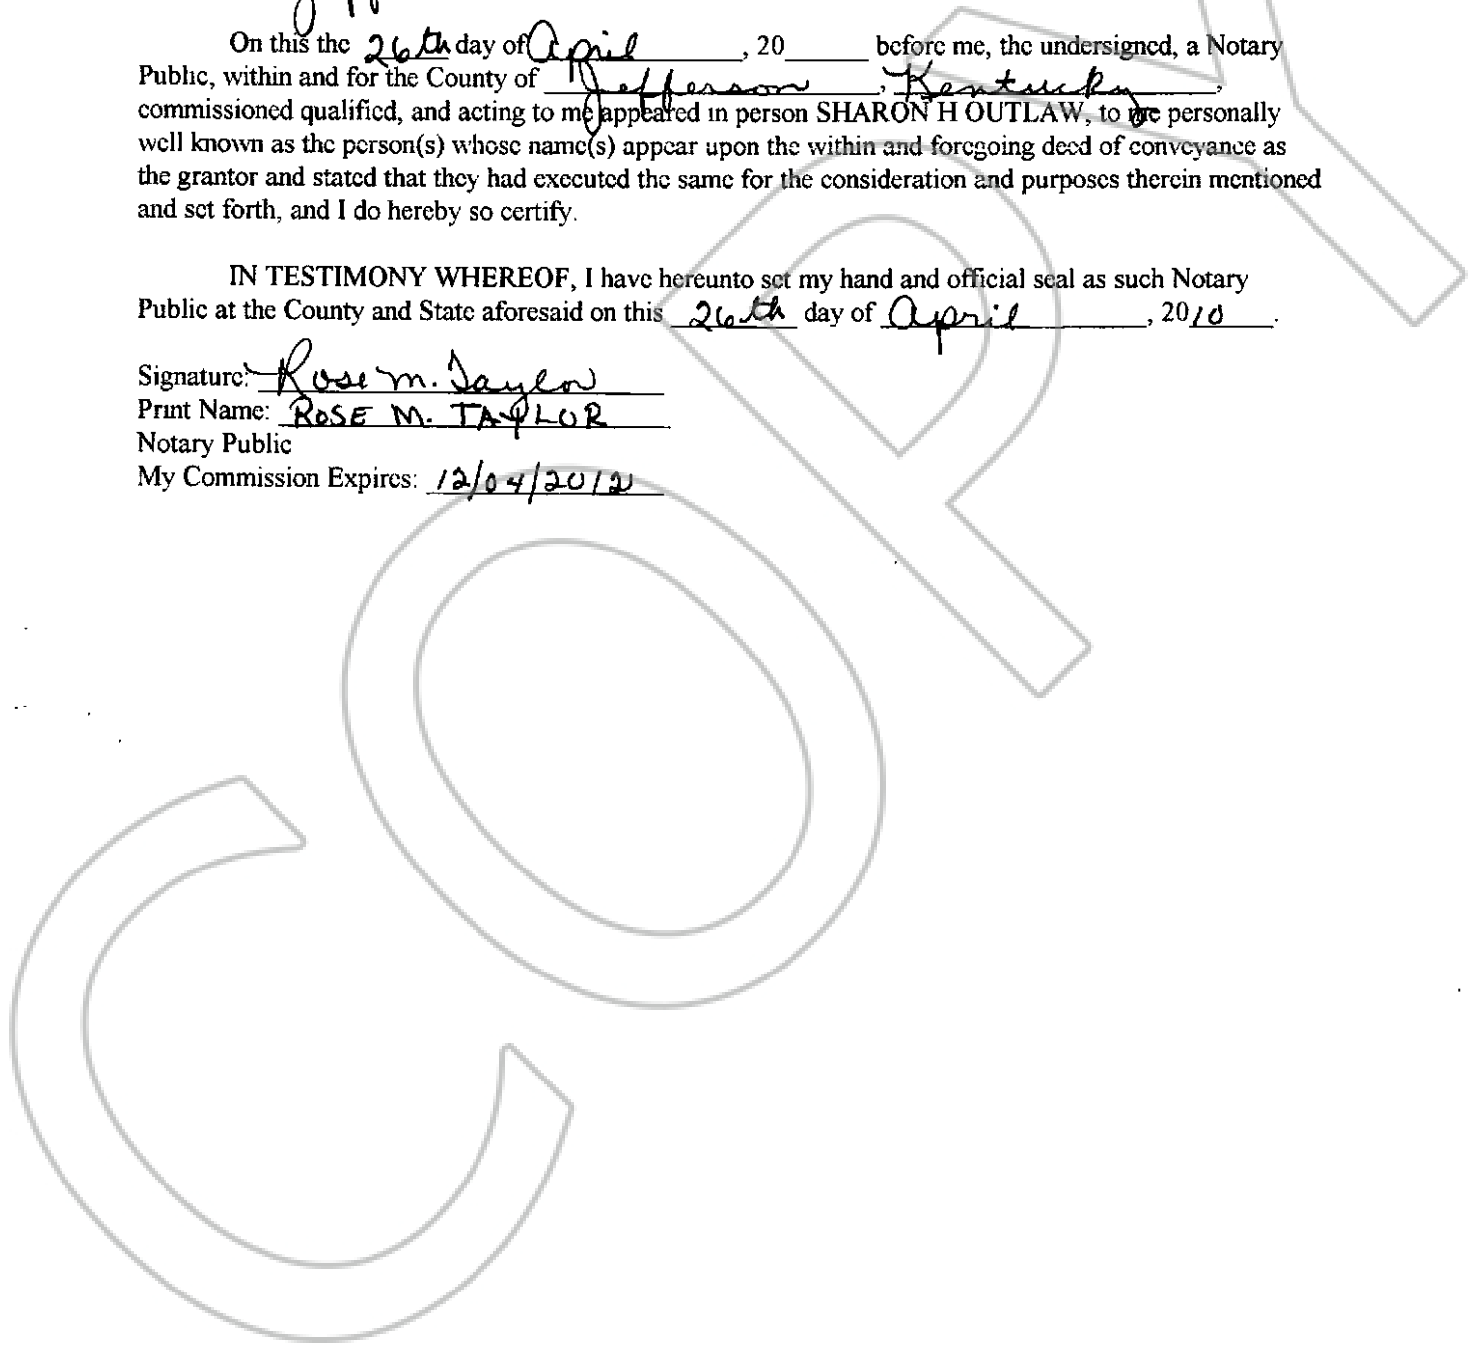 On this the 26th day of April, 20______ before me, the undersigned, a Notary
Public, within and for the County of Jefferson, Kentucky,
commissioned qualified, and acting to me appeared in person SHARON H OUTLAW, to me personally
well known as the person(s) whose name(s) appear upon the within and foregoing deed of conveyance as
the grantor and stated that they had executed the same for the consideration and purposes therein mentioned
and set forth, and I do hereby so certify.
IN TESTIMONY WHEREOF, I have hereunto set my hand and official seal as such Notary
Public at the County and State aforesaid on this 26th day of April, 2010.
Signature: Rose M. Taylor
Print Name: ROSE M. TAYLOR
Notary Public
My Commission Expires: 12/04/2012
COPY